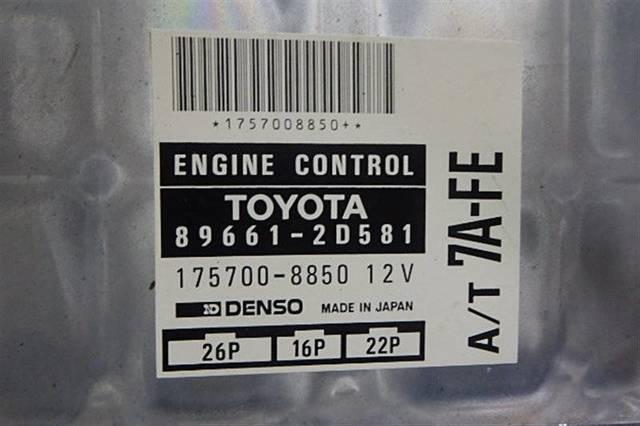 *1757008850+*
ENGINE CONTROL
TOYOTA
89661-2D581
175700-8850 12V
DENSO MADE IN JAPAN
26P 16P 22P
A/T 7A-FE